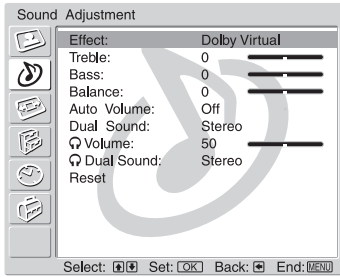 Sound Adjustment
Effect: Dolby Virtual
Treble: 0
Bass: 0
Balance: 0
Auto Volume: Off
Dual Sound: Stereo
Volume: 50
Dual Sound: Stereo
Reset
Select: Set: OK Back: End: MENU